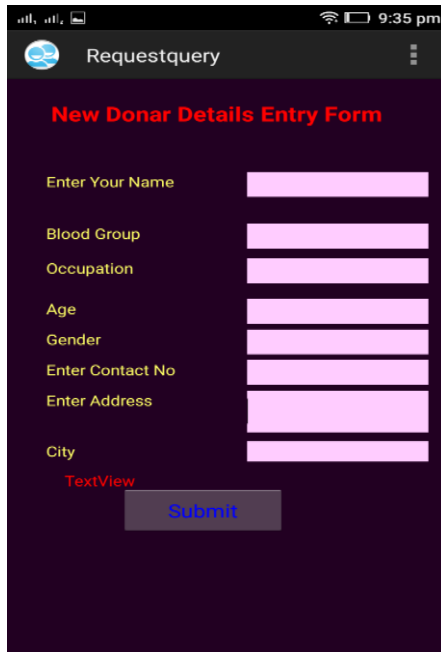 9:35 pm
Requestquery
New Donar Details Entry Form
Enter Your Name
Blood Group
Occupation
Age
Gender
Enter Contact No
Enter Address
City
TextView
Submit